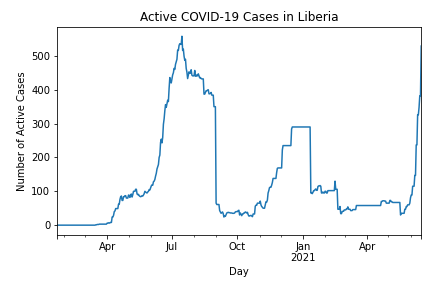 Active COVID-19 Cases in Liberia
Number of Active Cases
500
400
300
200
100
0
Apr
Jul
Oct
Jan
2021
Apr
Day